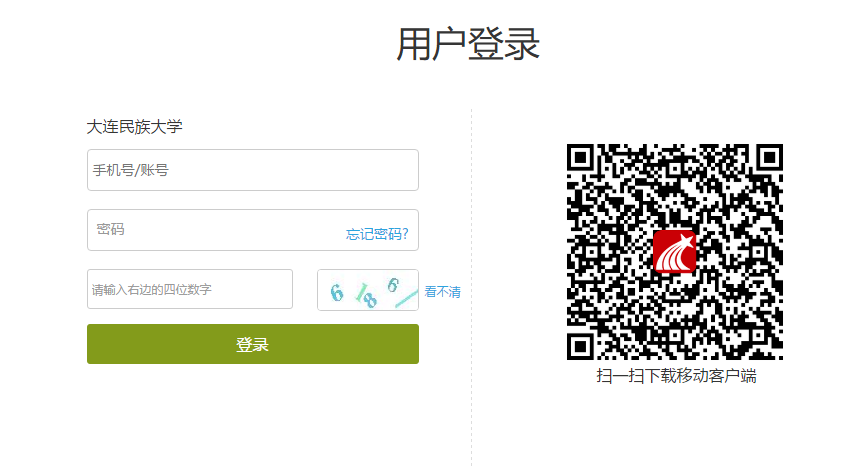 用户登录
大连民族大学
手机号/账号
密码
忘记密码?
请输入右边的四位数字
6186
看不清
登录
扫一扫下载移动客户端